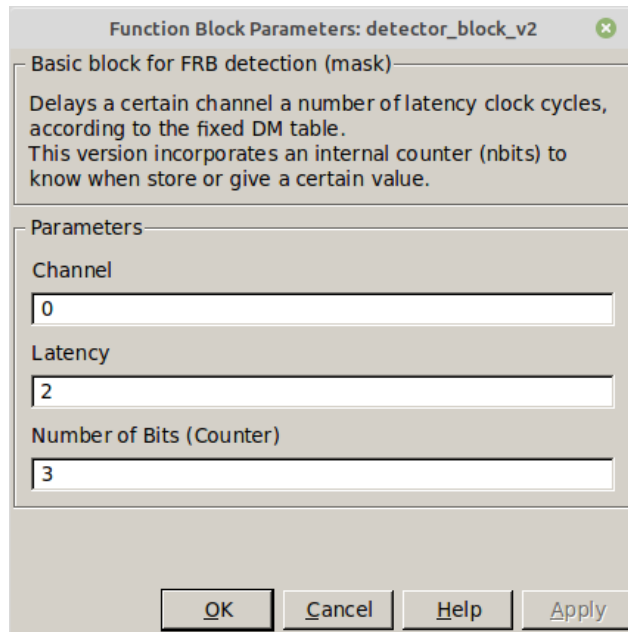 Function Block Parameters: detector_block_v2
Basic block for FRB detection (mask)
Delays a certain channel a number of latency clock cycles,
according to the fixed DM table.
This version incorporates an internal counter (nbits) to
know when store or give a certain value.
Parameters
Channel
0
Latency
2
Number of Bits (Counter)
3
OK Cancel Help Apply